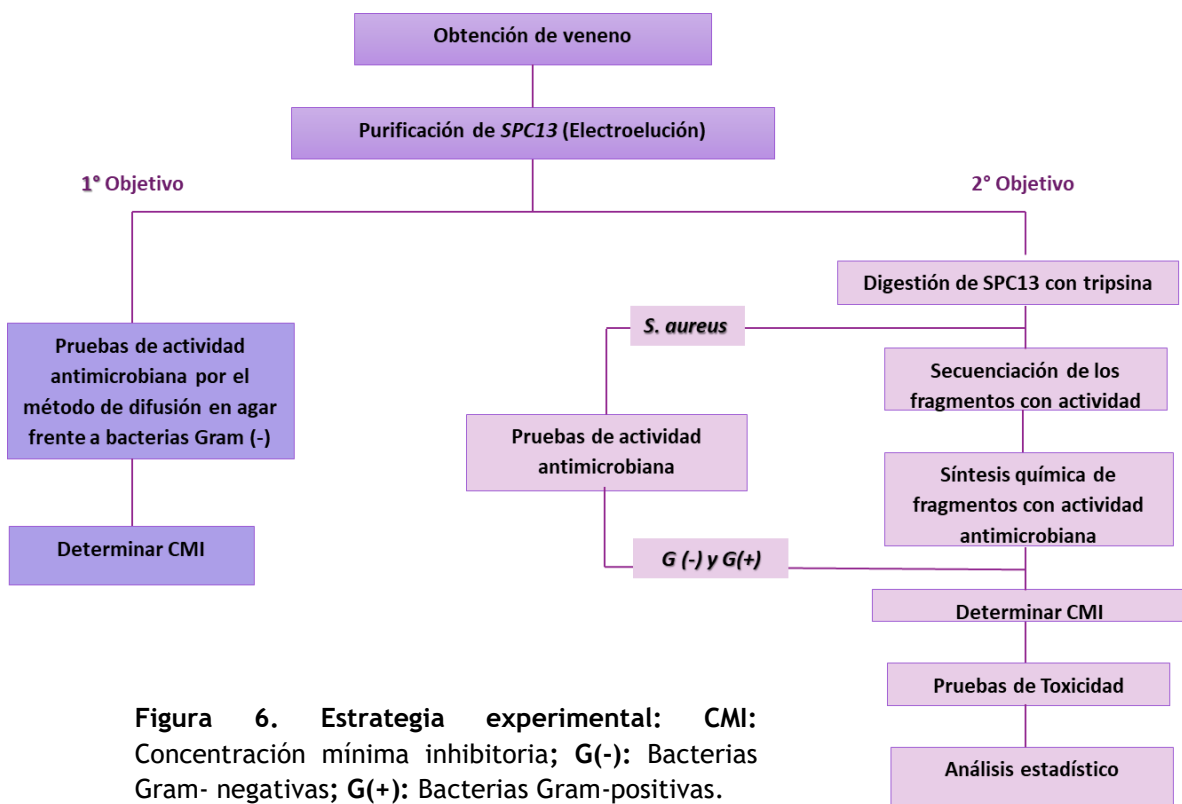 Obtención de veneno
Purificación de SPC13 (Electroelución)
1° Objetivo
2° Objetivo
Pruebas de actividad
antimicrobiana por el
método de difusión en agar
frente a bacterias Gram (-)
Determinar CMI
Digestión de SPC13 con tripsina
S. aureus
Pruebas de actividad
antimicrobiana
Secuenciación de los
fragmentos con actividad
Síntesis química de
fragmentos con actividad
antimicrobiana
G (-) y G(+)
Determinar CMI
Pruebas de Toxicidad
Análisis estadístico
Figura 6. Estrategia experimental: CMI:
Concentración mínima inhibitoria; G(-): Bacterias
Gram- negativas; G(+): Bacterias Gram-positivas.